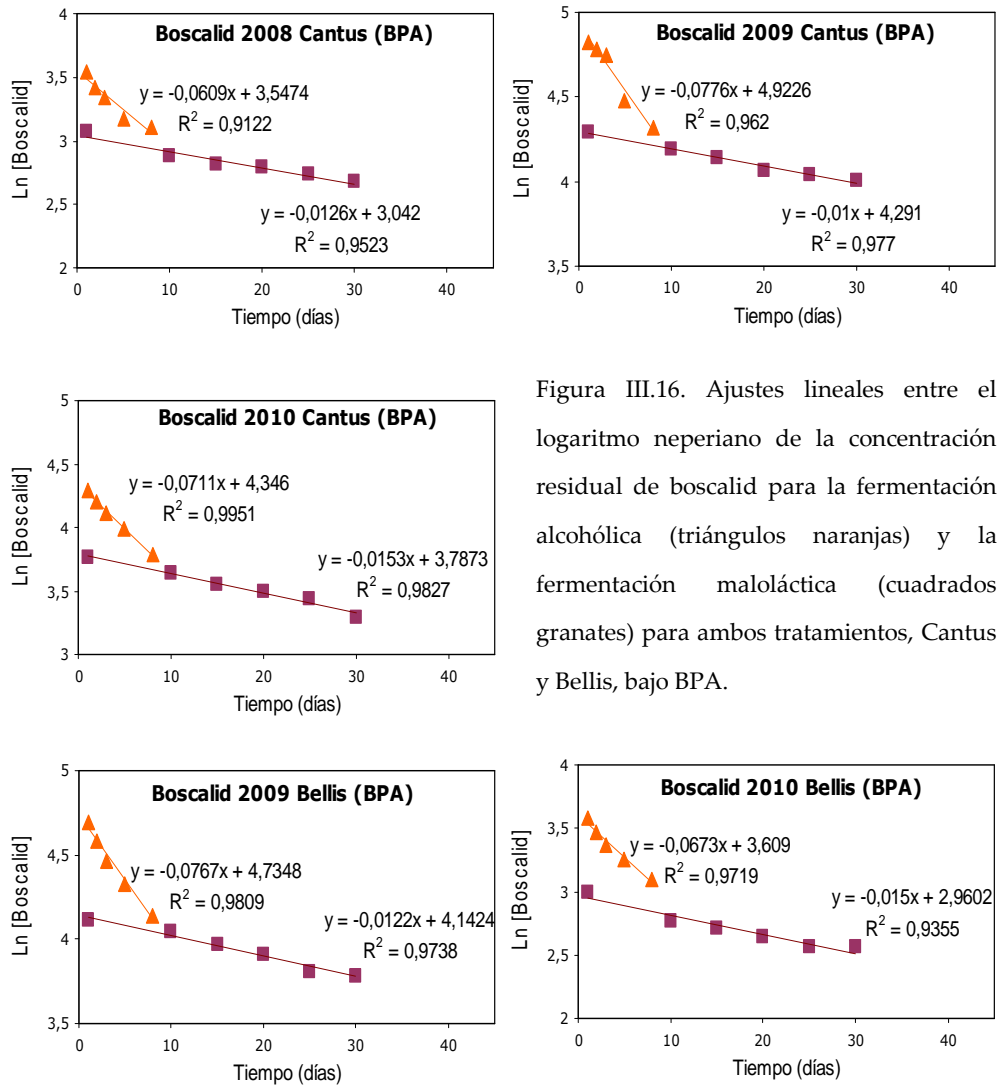 Boscalid 2008 Cantus (BPA)
Ln [Boscalid]
4
3,5
3
2,5
2
y = -0,0609x + 3,5474
R² = 0,9122
y = -0,0126x + 3,042
R² = 0,9523
0 10 20 30 40
Tiempo (días)
Boscalid 2009 Cantus (BPA)
Ln [Boscalid]
5
4,5
4
3,5
y = -0,0776x + 4,9226
R² = 0,962
y = -0,01x + 4,291
R² = 0,977
0 10 20 30 40
Tiempo (días)
Boscalid 2010 Cantus (BPA)
Ln [Boscalid]
5
4,5
4
3,5
3
y = -0,0711x + 4,346
R² = 0,9951
y = -0,0153x + 3,7873
R² = 0,9827
0 10 20 30 40
Tiempo (días)
Figura III.16. Ajustes lineales entre el
logaritmo neperiano de la concentración
residual de boscalid para la fermentación
alcohólica (triángulos naranjas) y la
fermentación maloláctica (cuadrados
granates) para ambos tratamientos, Cantus
y Bellis, bajo BPA.
Boscalid 2009 Bellis (BPA)
Ln [Boscalid]
5
4,5
4
3,5
y = -0,0767x + 4,7348
R² = 0,9809
y = -0,0122x + 4,1424
R² = 0,9738
0 10 20 30 40
Tiempo (días)
Boscalid 2010 Bellis (BPA)
Ln [Boscalid]
4
3,5
3
2,5
2
y = -0,0673x + 3,609
R² = 0,9719
y = -0,015x + 2,9602
R² = 0,9355
0 10 20 30 40
Tiempo (días)